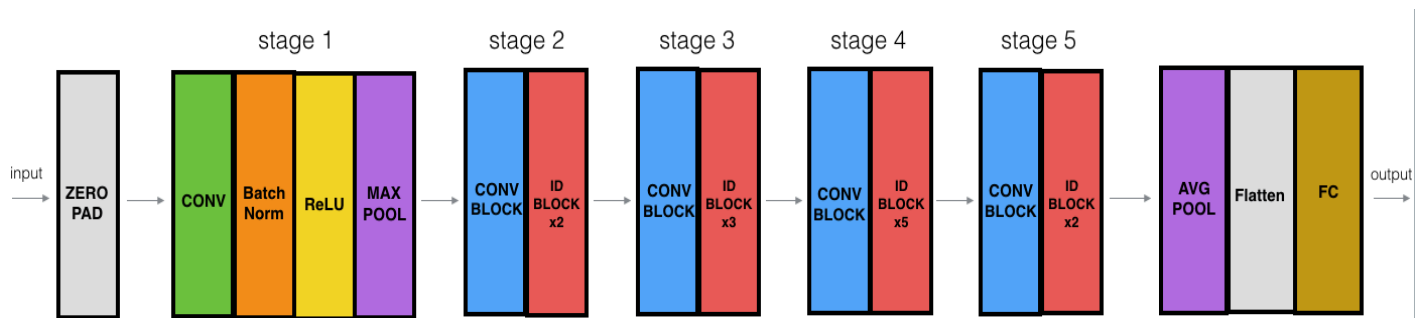 stage 1
stage 2
stage 3
stage 4
stage 5
input
ZERO
PAD
CONV
Batch
Norm
ReLU
MAX
POOL
CONV
BLOCK
ID
BLOCK
x2
CONV
BLOCK
ID
BLOCK
x3
CONV
BLOCK
ID
BLOCK
x5
CONV
BLOCK
ID
BLOCK
x2
AVG
POOL
Flatten
FC
output